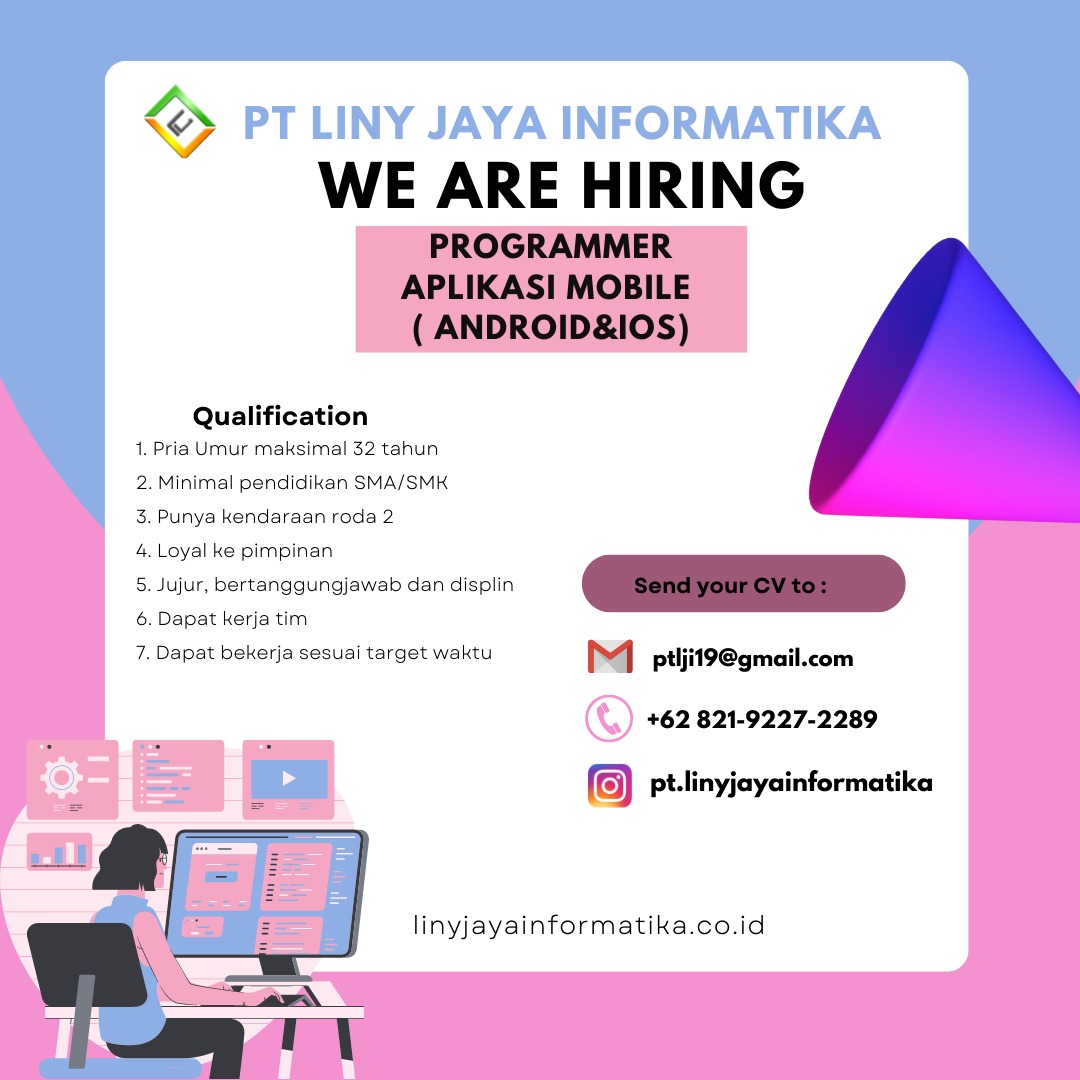 PT LINY JAYA INFORMATIKA
WE ARE HIRING
PROGRAMMER
APLIKASI MOBILE
( ANDROID&IOS)
Qualification
1. Pria Umur maksimal 32 tahun
2. Minimal pendidikan SMA/SMK
3. Punya kendaraan roda 2
4. Loyal ke pimpinan
5. Jujur, bertanggungjawab dan displin
6. Dapat kerja tim
7. Dapat bekerja sesuai target waktu
Send your CV to :
ptlji19@gmail.com
+62 821-9227-2289
pt.linyjayainformatika
linyjayainformatika.co.id